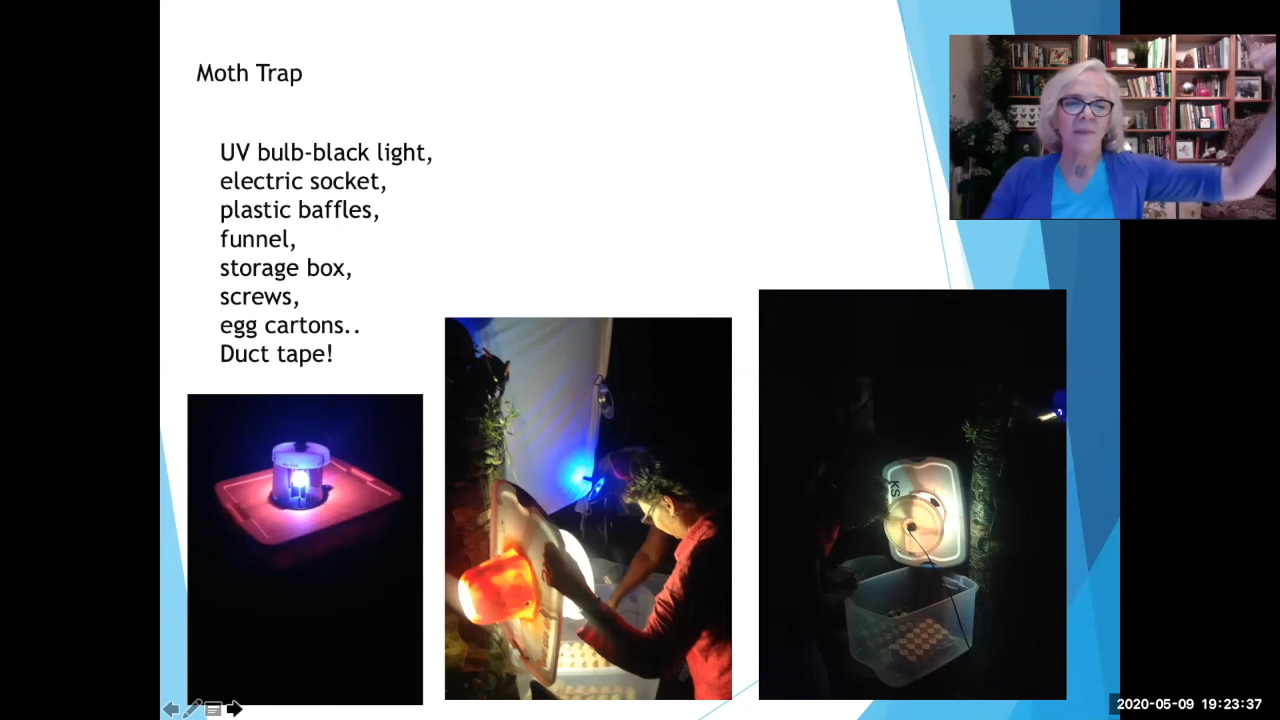 Moth Trap
UV bulb-black light,
electric socket,
plastic baffles,
funnel,
storage box,
screws,
egg cartons..
Duct tape!
KS
2020-05-09 19:23:37